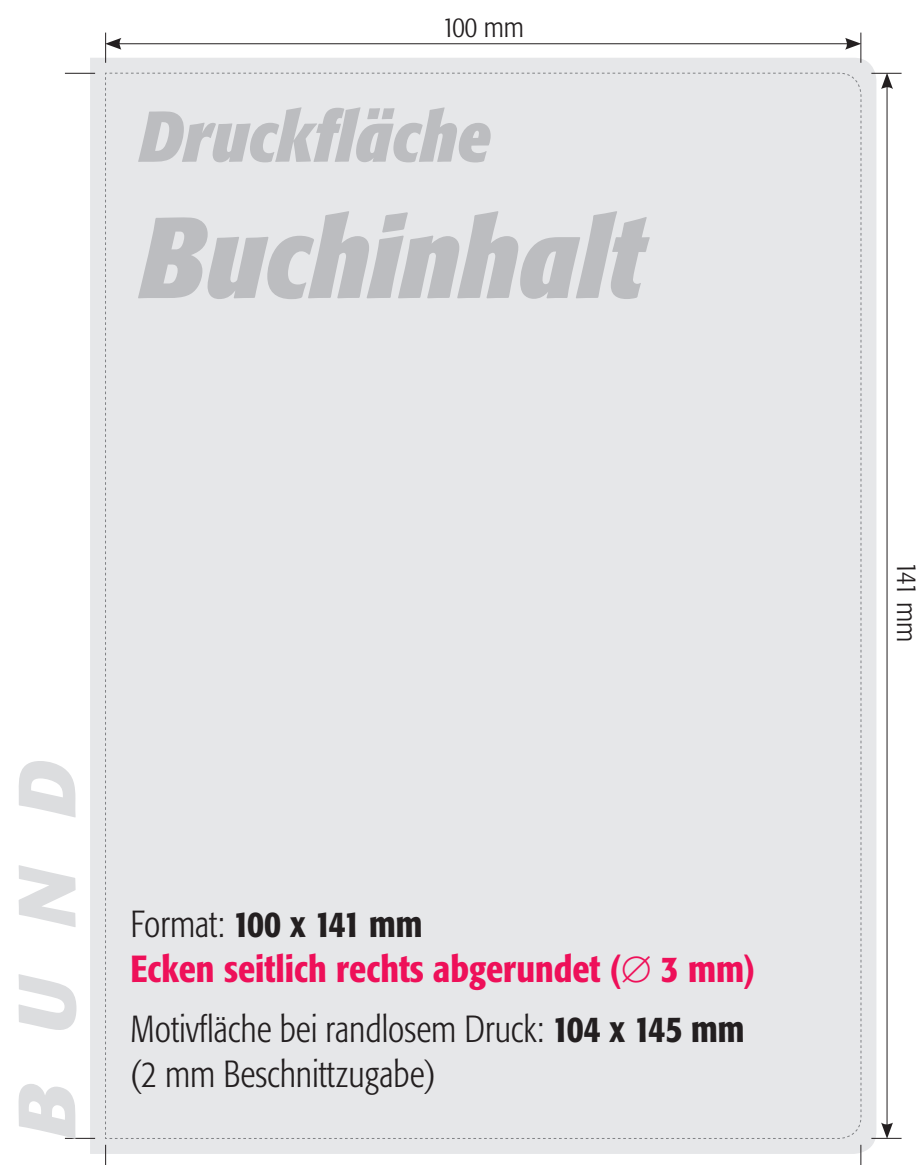 100 mm
Druckfläche
Buchinhalt
141 mm
BUND
Format: 100 x 141 mm
Ecken seitlich rechts abgerundet (∅ 3 mm)
Motivfläche bei randlosem Druck: 104 x 145 mm
(2 mm Beschnittzugabe)